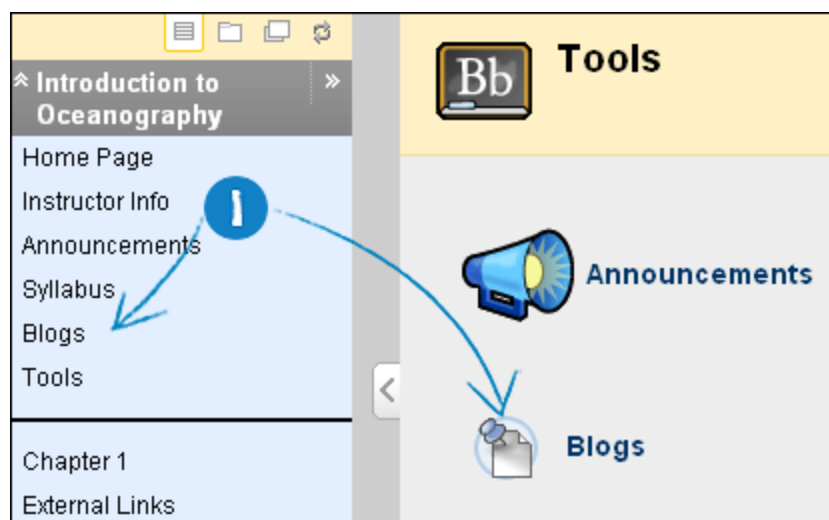 Introduction to
Oceanography
Home Page
Instructor Info
Announcements
Syllabus
Blogs
Tools
Chapter 1
External Links
1
Bb
Tools
Announcements
Blogs